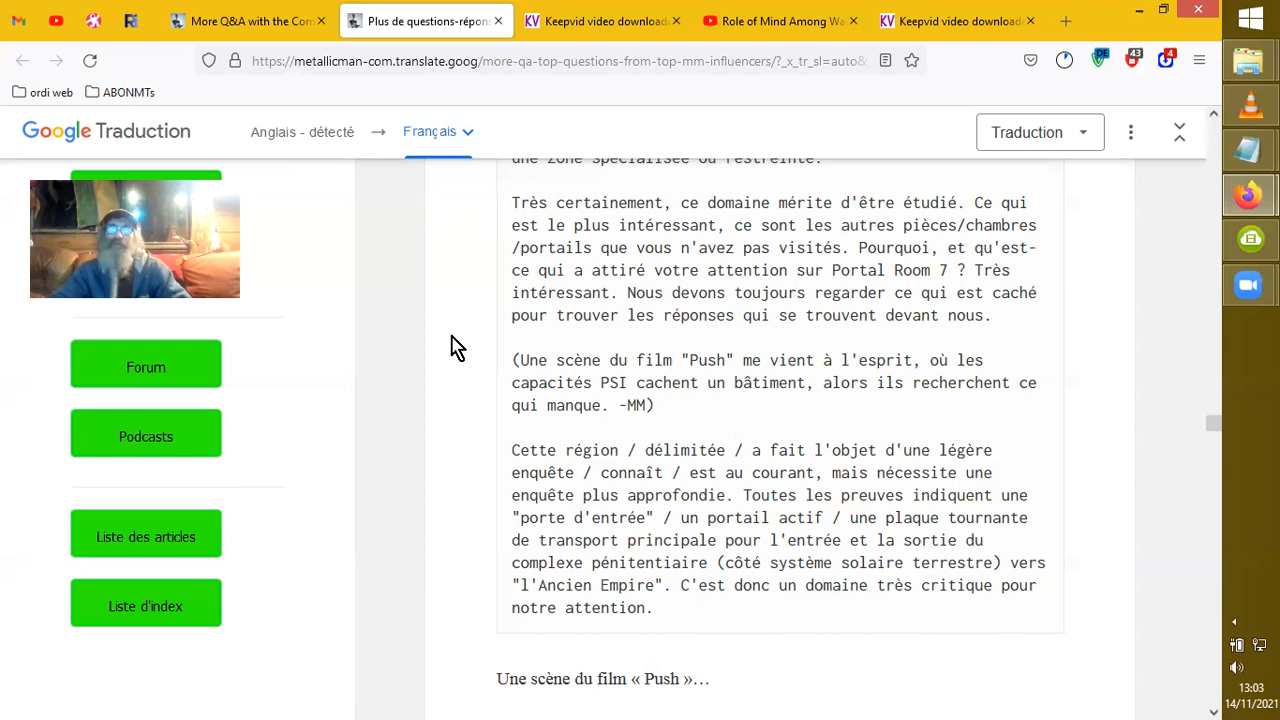 More Q&A with the Com
Plus de questions-répon
Keepvid video download
Role of Mind Among Wa
Keepvid video download
https://metallicman-com.translate.goog/more-qa-and-questions-from-top-mm-influencers/?_x_tr_sl=auto&
DE
43
4
ordi web
ABONMTs
Google Traduction
Anglais - détecté
Français
Traduction
une zone spécialisée ou restreinte.
Très certainement, ce domaine mérite d'être étudié. Ce qui
est le plus intéressant, ce sont les autres pièces/chambres
/portails que vous n'avez pas visités. Pourquoi, et qu'est-
ce qui a attiré votre attention sur Portal Room 7 ? Très
intéressant. Nous devons toujours regarder ce qui est caché
pour trouver les réponses qui se trouvent devant nous.
(Une scène du film "Push" me vient à l'esprit, où les
capacités PSI cachent un bâtiment, alors ils recherchent ce
qui manque. -MM)
Cette région / délimitée / a fait l'objet d'une légère
enquête / connaît / est au courant, mais nécessite une
enquête plus approfondie. Toutes les preuves indiquent une
"porte d'entrée" / un portail actif / une plaque tournante
de transport principale pour l'entrée et la sortie du
complexe pénitentiaire (côté système solaire terrestre) vers
"l'Ancien Empire". C'est donc un domaine très critique pour
notre attention.
Une scène du film « Push »…
Forum
Podcasts
Liste des articles
Liste d'index
13:03
14/11/2021